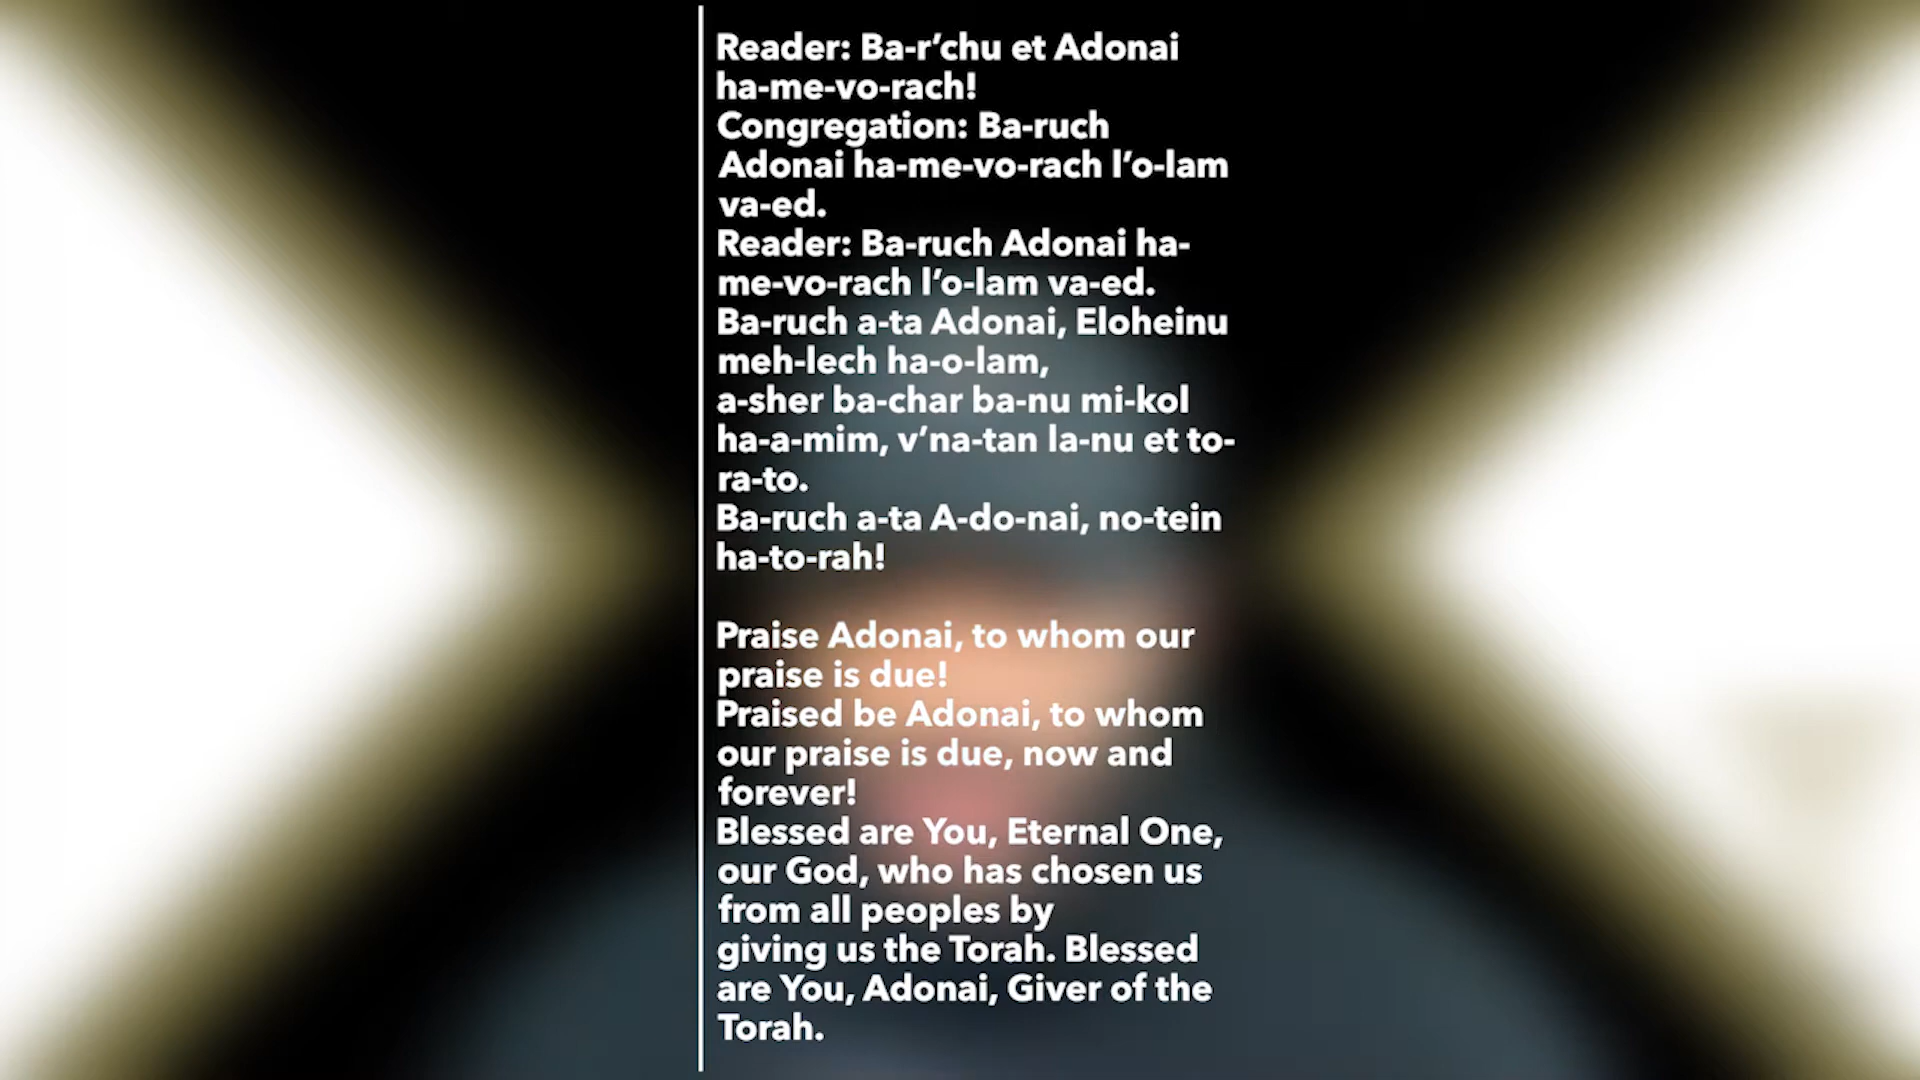 Reader: Ba-r’chu et Adonai
ha-me-vo-rach!
Congregation: Ba-ruch
Adonai ha-me-vo-rach l’o-lam
va-ed.
Reader: Ba-ruch Adonai ha-
me-vo-rach l’o-lam va-ed.
Ba-ruch a-ta Adonai, Eloheinu
meh-lech ha-o-lam,
a-sher ba-char ba-nu mi-kol
ha-a-mim, v’na-tan la-nu et to-
ra-to.
Ba-ruch a-ta A-do-nai, no-tein
ha-to-rah!
Praise Adonai, to whom our
praise is due!
Praised be Adonai, to whom
our praise is due, now and
forever!
Blessed are You, Eternal One,
our God, who has chosen us
from all peoples by
giving us the Torah. Blessed
are You, Adonai, Giver of the
Torah.